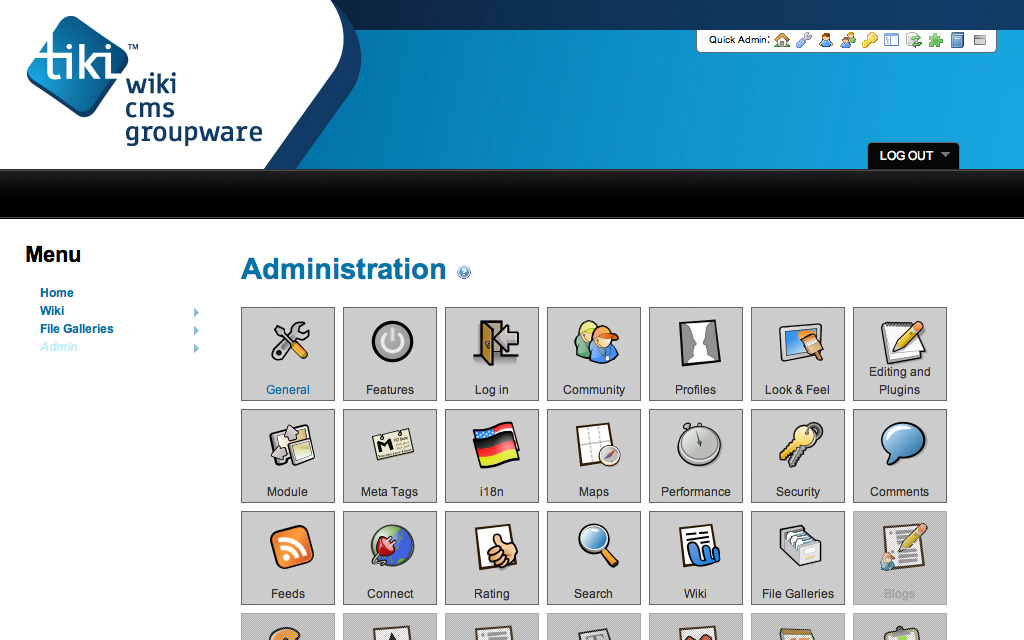 tiki™
wiki
cms
groupware
Quick Admin:
LOG OUT
Menu
Home
Wiki
File Galleries
Admin
Administration
General
Features
Log in
Community
Profiles
Look & Feel
Editing and
Plugins
Module
Meta Tags
i18n
Maps
Performance
Security
Comments
Feeds
Connect
Rating
Search
Wiki
File Galleries
Blogs